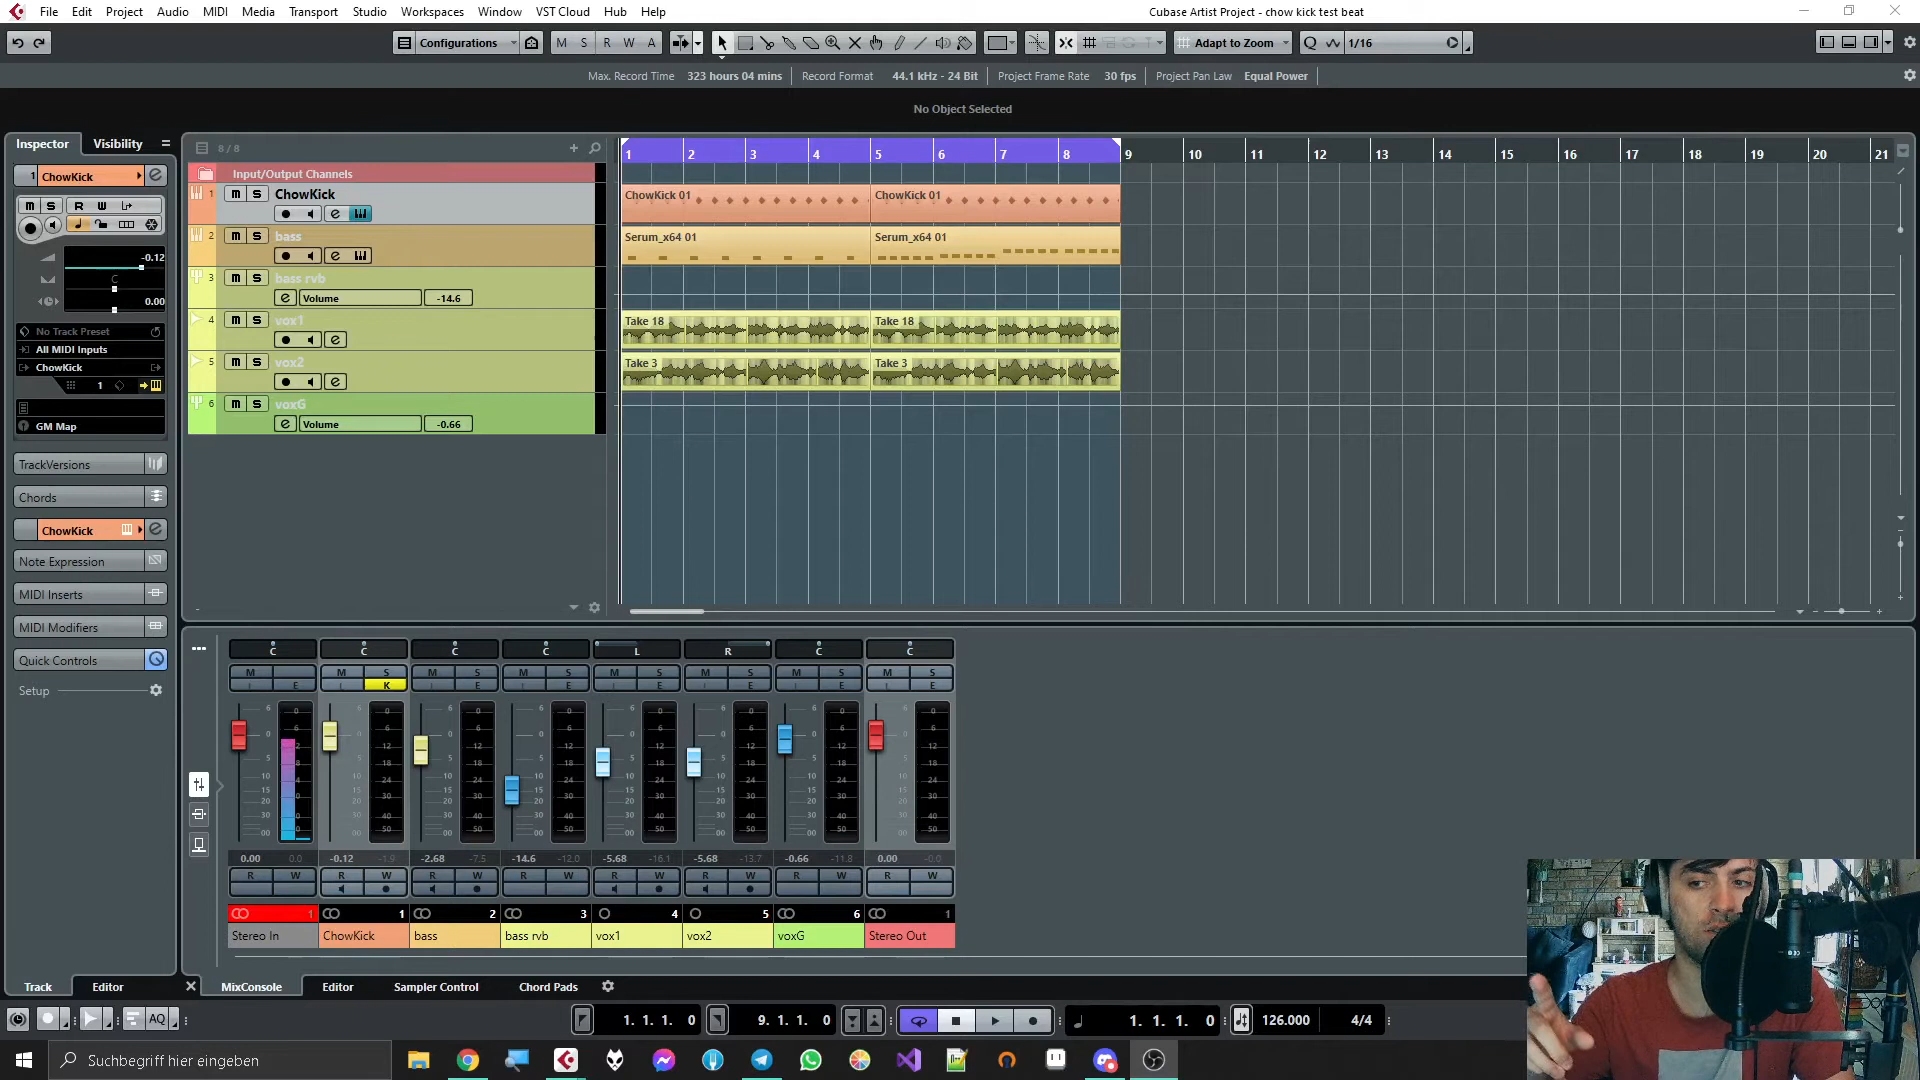 File Edit Project Audio MIDI Media Transport Studio Workspaces Window VST Cloud Hub Help Cubase Artist Project - chow kick test beat
Configurations M S R W A Adapt to Zoom Q 1/16
Max. Record Time 323 hours 04 mins Record Format 44.1 kHz - 24 Bit Project Frame Rate 30 fps Project Pan Law Equal Power
No Object Selected
Inspector Visibility 8 / 8
1 2 3 4 5 6 7 8 9 10 11 12 13 14 15 16 17 18 19 20 21
1 ChowKick
Input/Output Channels
M S R W
1 m s ChowKick ChowKick 01 ChowKick 01
2 m s bass Serum_x64 01 Serum_x64 01
-0.12
C
0.00
3 m s bass rvb
Volume -14.6
4 m s vox1 Take 18 Take 18
No Track Preset
All MIDI Inputs
ChowKick
1
5 m s vox2 Take 3 Take 3
GM Map
6 m s voxG
Volume -0.66
TrackVersions
Chords
ChowKick
Note Expression
MIDI Inserts
MIDI Modifiers
Quick Controls
Setup
C C C C L R C C
M M S M S M S M S M S M S M S
E K E E E E E E
0.00 0.0 -0.12 -1.9 -2.68 -7.5 -14.6 -12.0 -5.68 -16.1 -5.68 -13.7 -0.66 -11.8 0.00 -0.0
R W R W R W R W R W R W R W R W
1 1 2 3 4 5 6 1
Stereo In ChowKick bass bass rvb vox1 vox2 voxG Stereo Out
Track Editor MixConsole Editor Sampler Control Chord Pads
AQ 1. 1. 1. 0 9. 1. 1. 0 1. 1. 1. 0 126.000 4/4
Suchbegriff hier eingeben